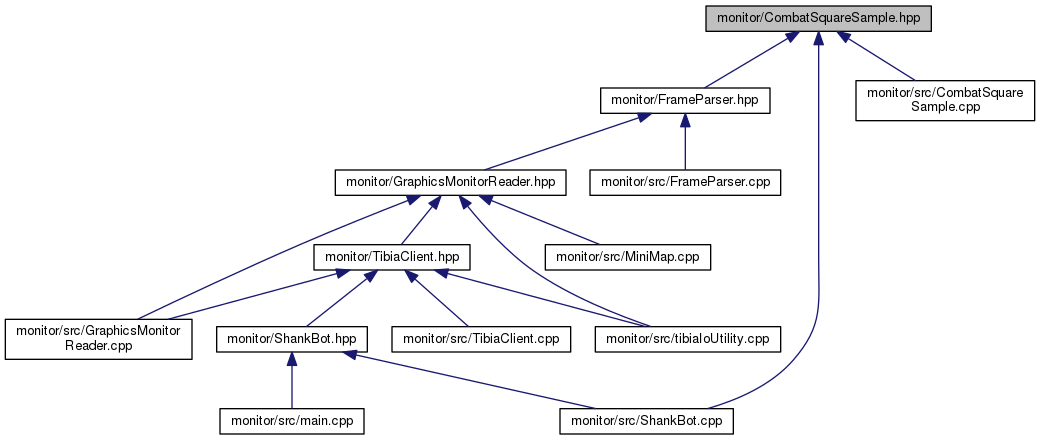 monitor/CombatSquareSample.hpp
monitor/FrameParser.hpp
monitor/src/CombatSquare
Sample.cpp
monitor/GraphicsMonitorReader.hpp
monitor/src/FrameParser.cpp
monitor/TibiaClient.hpp
monitor/src/MiniMap.cpp
monitor/src/GraphicsMonitor
Reader.cpp
monitor/ShankBot.hpp
monitor/src/TibiaClient.cpp
monitor/src/tibiaIoUtility.cpp
monitor/src/main.cpp
monitor/src/ShankBot.cpp